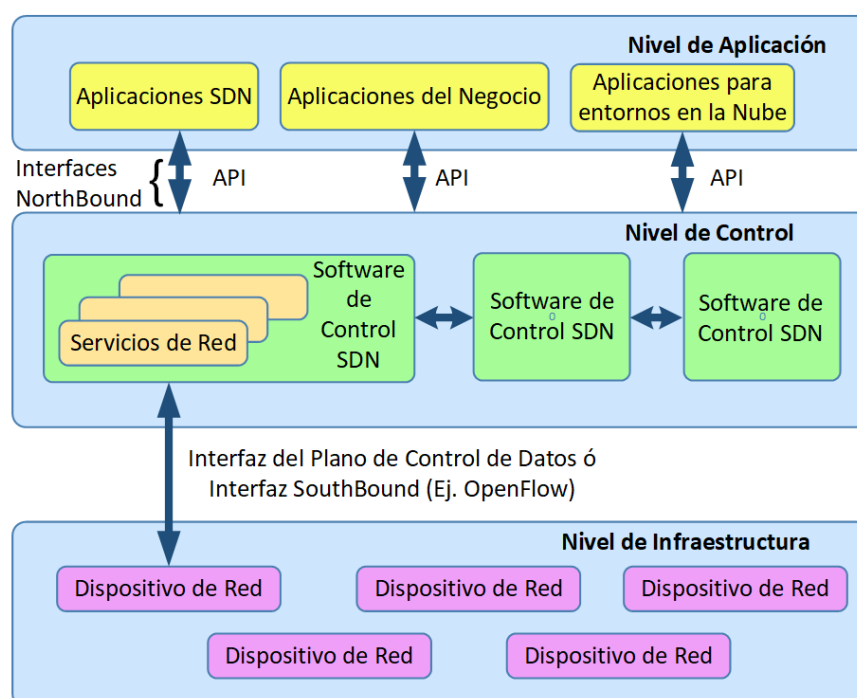 Nivel de Aplicación
Aplicaciones SDN
Aplicaciones del Negocio
Aplicaciones para
entornos en la Nube
Interfaces
NorthBound
API
API
API
Nivel de Control
Software
de
Control
SDN
Servicios de Red
Software de
Control SDN
Software de
Control SDN
Interfaz del Plano de Control de Datos ó
Interfaz SouthBound (Ej. OpenFlow)
Nivel de Infraestructura
Dispositivo de Red
Dispositivo de Red
Dispositivo de Red
Dispositivo de Red
Dispositivo de Red